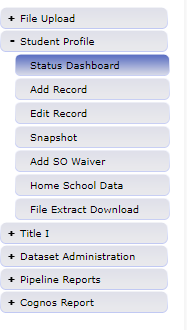 + File Upload
- Student Profile
Status Dashboard
Add Record
Edit Record
Snapshot
Add SO Waiver
Home School Data
File Extract Download
+ Title I
+ Dataset Administration
+ Pipeline Reports
+ Cognos Report